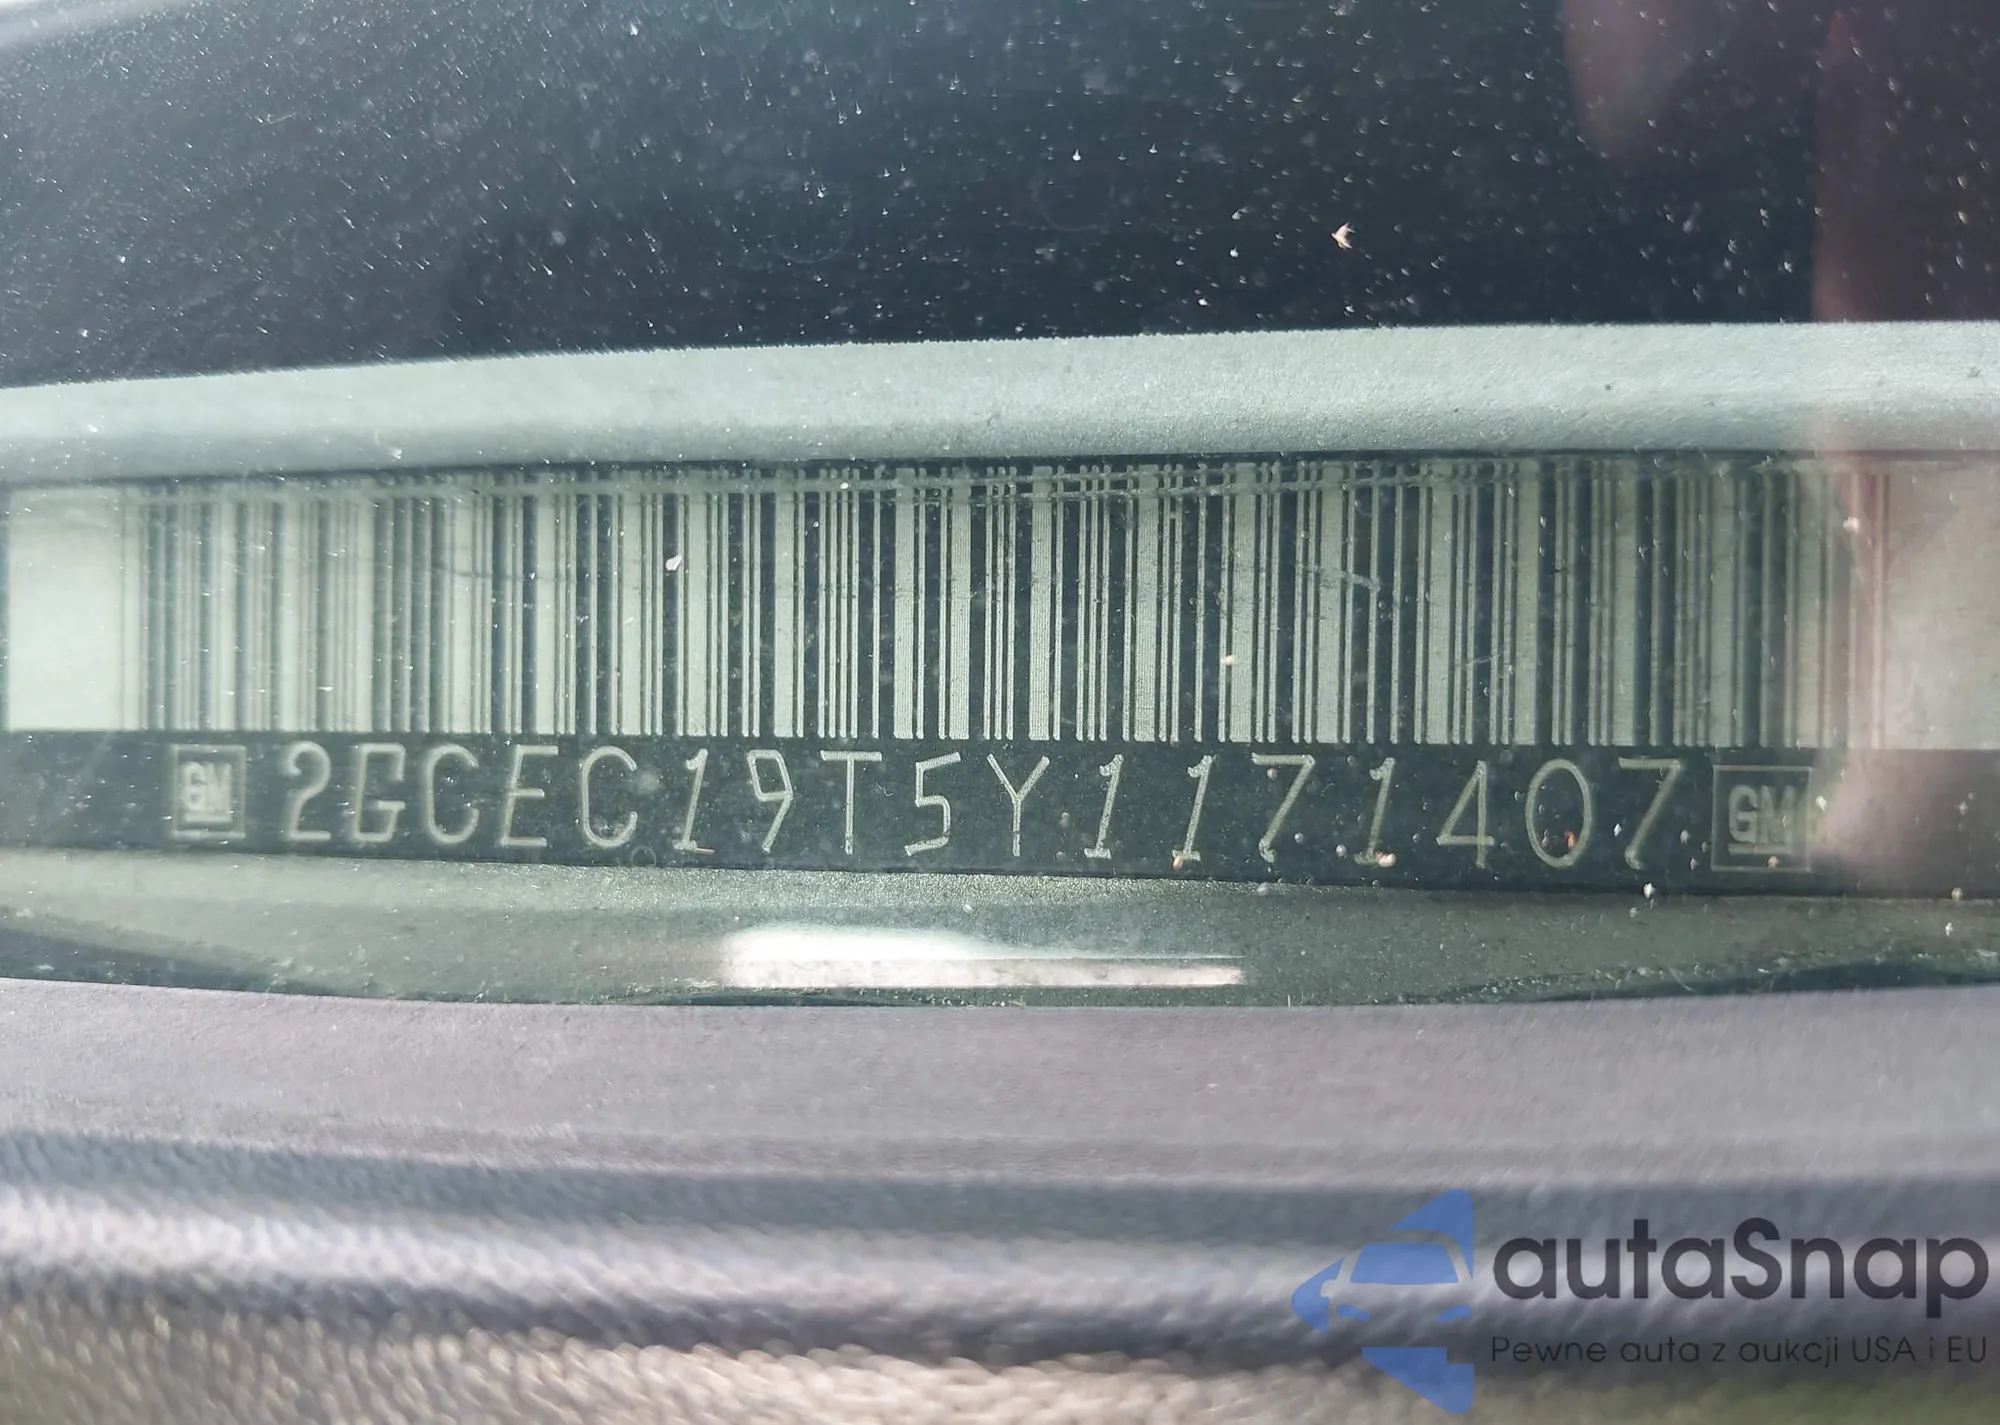 GM 2GCEC19T5Y1171407 GM
autaSnap
Pewne auta z aukcji USA i EU